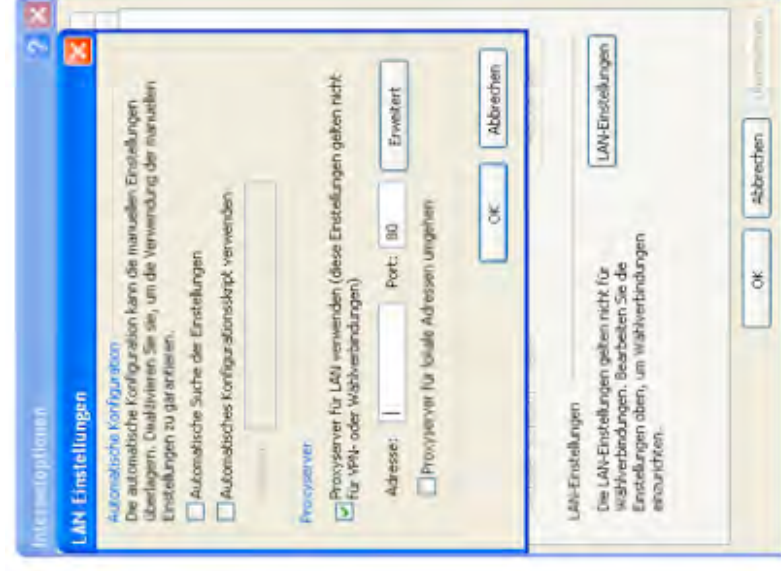 Internetoptionen
LAN Einstellungen
Automatische Konfiguration
Die automatische Konfiguration kann die manuellen Einstellungen
überlagern. Deaktivieren Sie sie, um die Verwendung der manuellen
Einstellungen zu garantieren.
Automatische Suche der Einstellungen
Automatisches Konfigurationsskript verwenden
Proxyserver
Proxyserver für LAN verwenden (diese Einstellungen gelten nicht
für VPN- oder Wählverbindungen)
Adresse: Port: 80 Erweitert
Proxyserver für lokale Adressen umgehen
OK Abbrechen
LAN-Einstellungen
Die LAN-Einstellungen gelten nicht für
Wählverbindungen. Bearbeiten Sie die
Einstellungen oben, um Wählverbindungen
einzurichten.
LAN-Einstellungen
OK Abbrechen Übernehmen